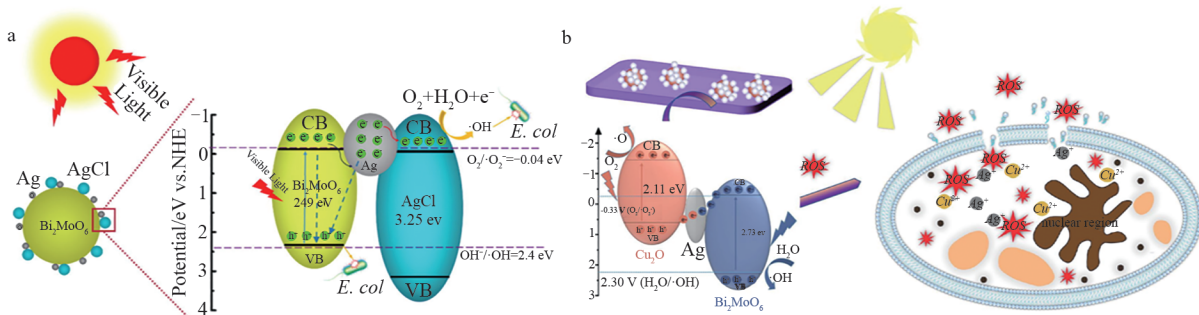 a
Visible
Light
Ag
AgCl
Bi₂MoO₆
Potential/eV vs.NHE
−1
0
1
2
3
4
CB
Ag
CB
O₂+H₂O+e⁻
·OH
E. col
O₂/·O₂⁻=−0.04 eV
Visible Light
Bi₂MoO₆
249 eV
AgCl
3.25 ev
OH⁻/·OH=2.4 eV
VB
E. col
VB
e⁻ e⁻ e⁻ e⁻
h⁺ h⁺ h⁺ h⁺
b
−2
−1
0
1
2
3
O₂
CB
2.11 eV
-0.33 V (O₂/·O₂⁻)
VB
Cu₂O
Ag
CB
2.73 ev
VB
Bi₂MoO₆
H₂O
·OH
2.30 V (H₂O/·OH)
ROS
ROS
ROS
ROS
ROS
ROS
ROS
Ag⁺
Ag⁺
Ag⁺
Ag⁺
Cu²⁺
Cu²⁺
Cu²⁺
Cu²⁺
nuclear region